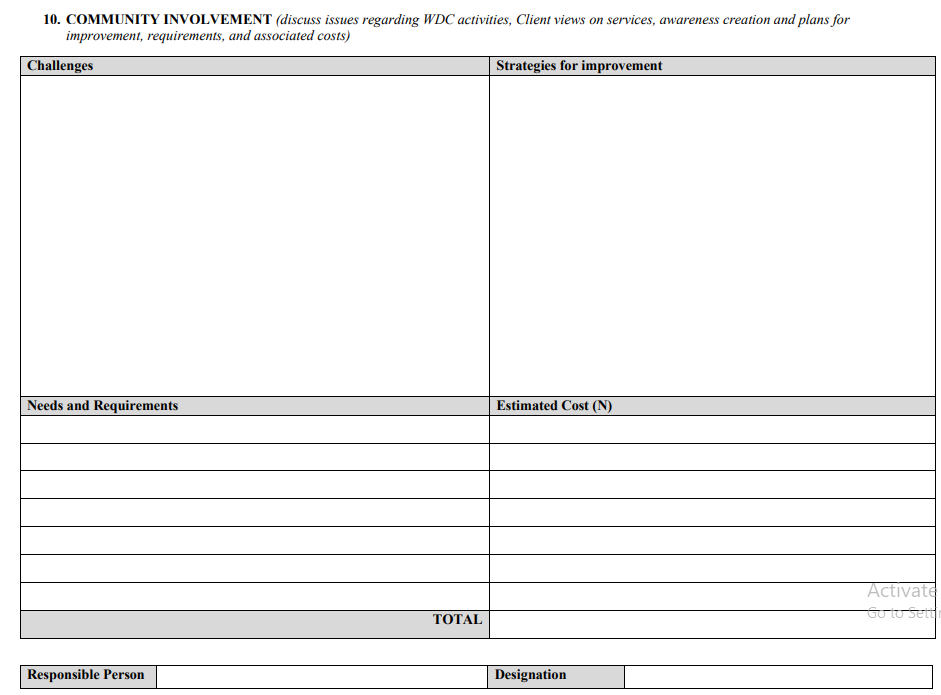 10. COMMUNITY INVOLVEMENT (discuss issues regarding WDC activities, Client views on services, awareness creation and plans for
improvement, requirements, and associated costs)
Challenges
Strategies for improvement
Needs and Requirements
Estimated Cost (N)
Activate
Go to Setti
TOTAL
Responsible Person
Designation